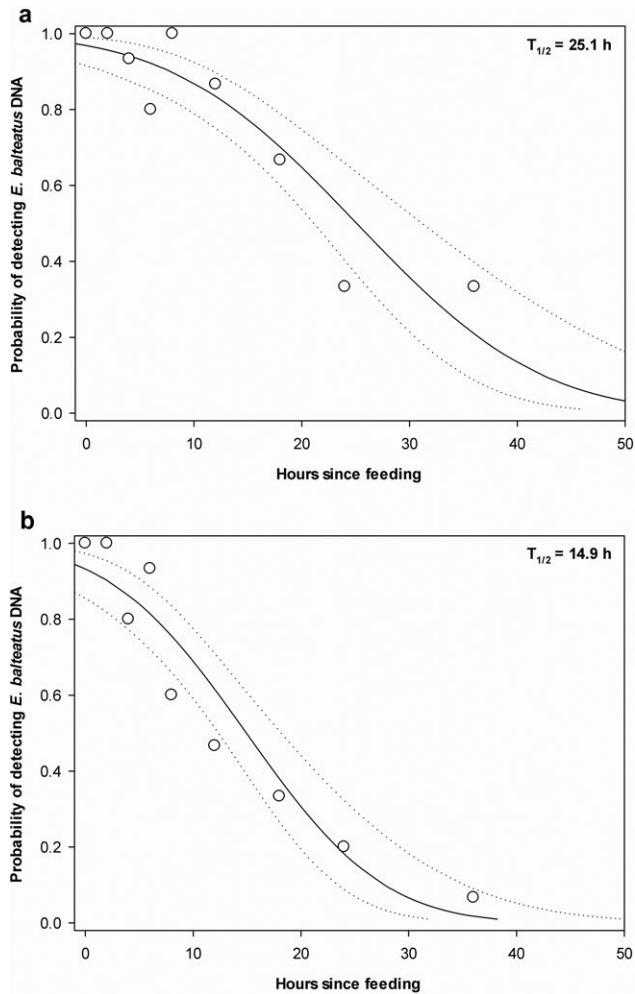 a
T1/2 = 25.1 h
Probability of detecting E. balteatus DNA
1.0
0.8
0.6
0.4
0.2
0.0
0 10 20 30 40 50
Hours since feeding
b
T1/2 = 14.9 h
Probability of detecting E. balteatus DNA
1.0
0.8
0.6
0.4
0.2
0.0
0 10 20 30 40 50
Hours since feeding